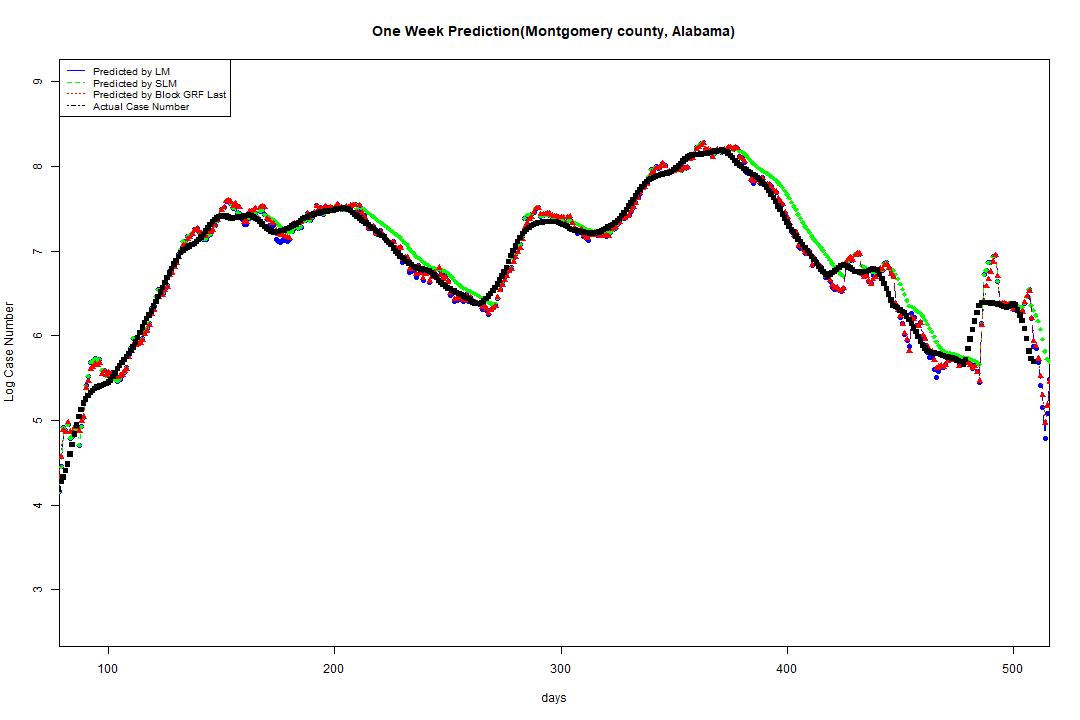 One Week Prediction(Montgomery county, Alabama)
Predicted by LM
Predicted by SLM
Predicted by Block GRF Last
Actual Case Number
9
8
7
6
5
4
3
Log Case Number
100 200 300 400 500
days